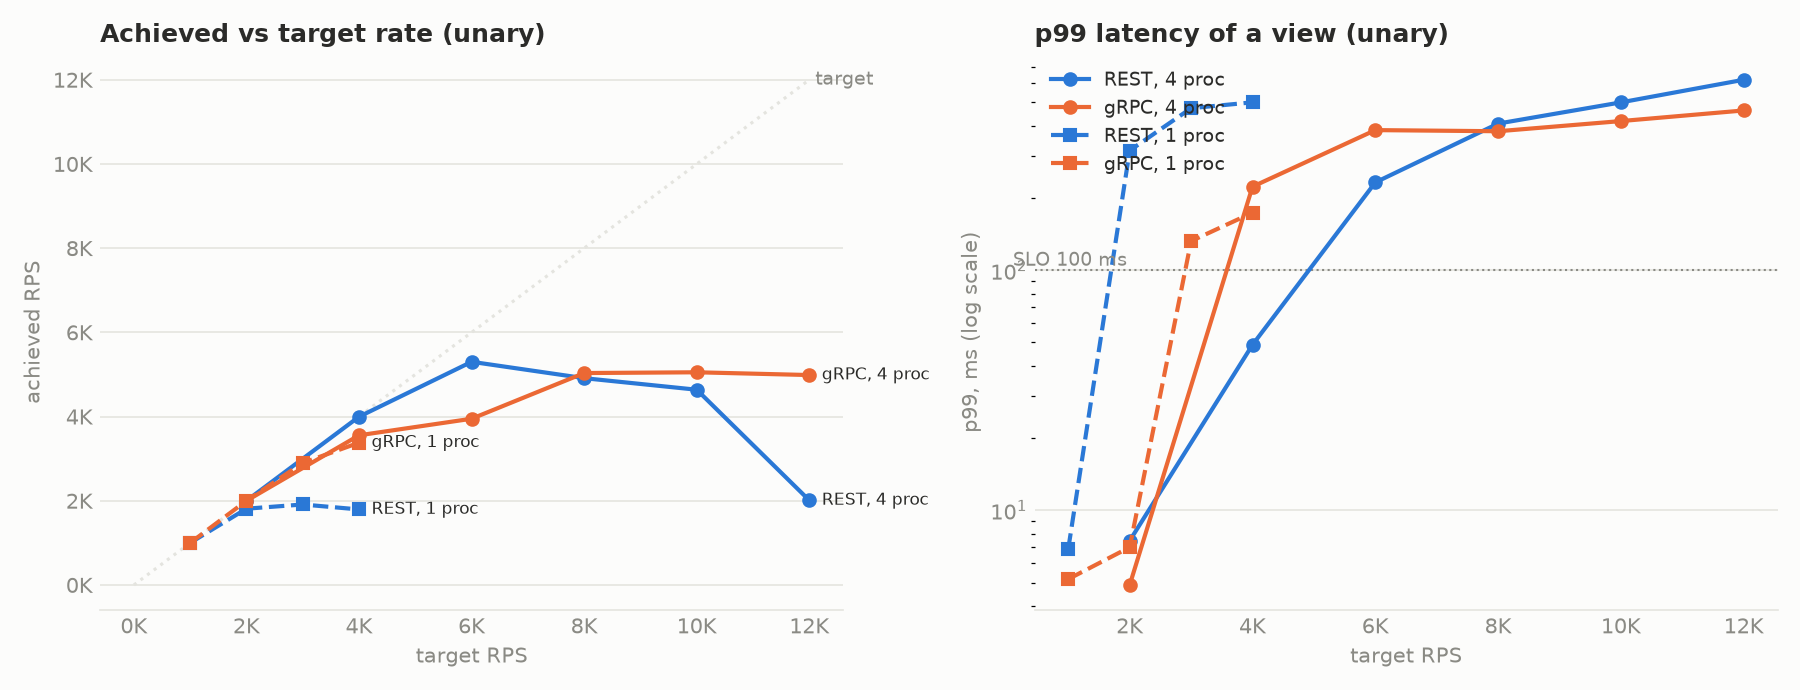 Achieved vs target rate (unary)
12K
10K
8K
6K
4K
2K
0K
achieved RPS
target
gRPC, 4 proc
gRPC, 1 proc
REST, 1 proc
REST, 4 proc
0K 2K 4K 6K 8K 10K 12K
target RPS
p99 latency of a view (unary)
REST, 4 proc
gRPC, 4 proc
REST, 1 proc
gRPC, 1 proc
SLO 100 ms
10²
10¹
p99, ms (log scale)
2K 4K 6K 8K 10K 12K
target RPS